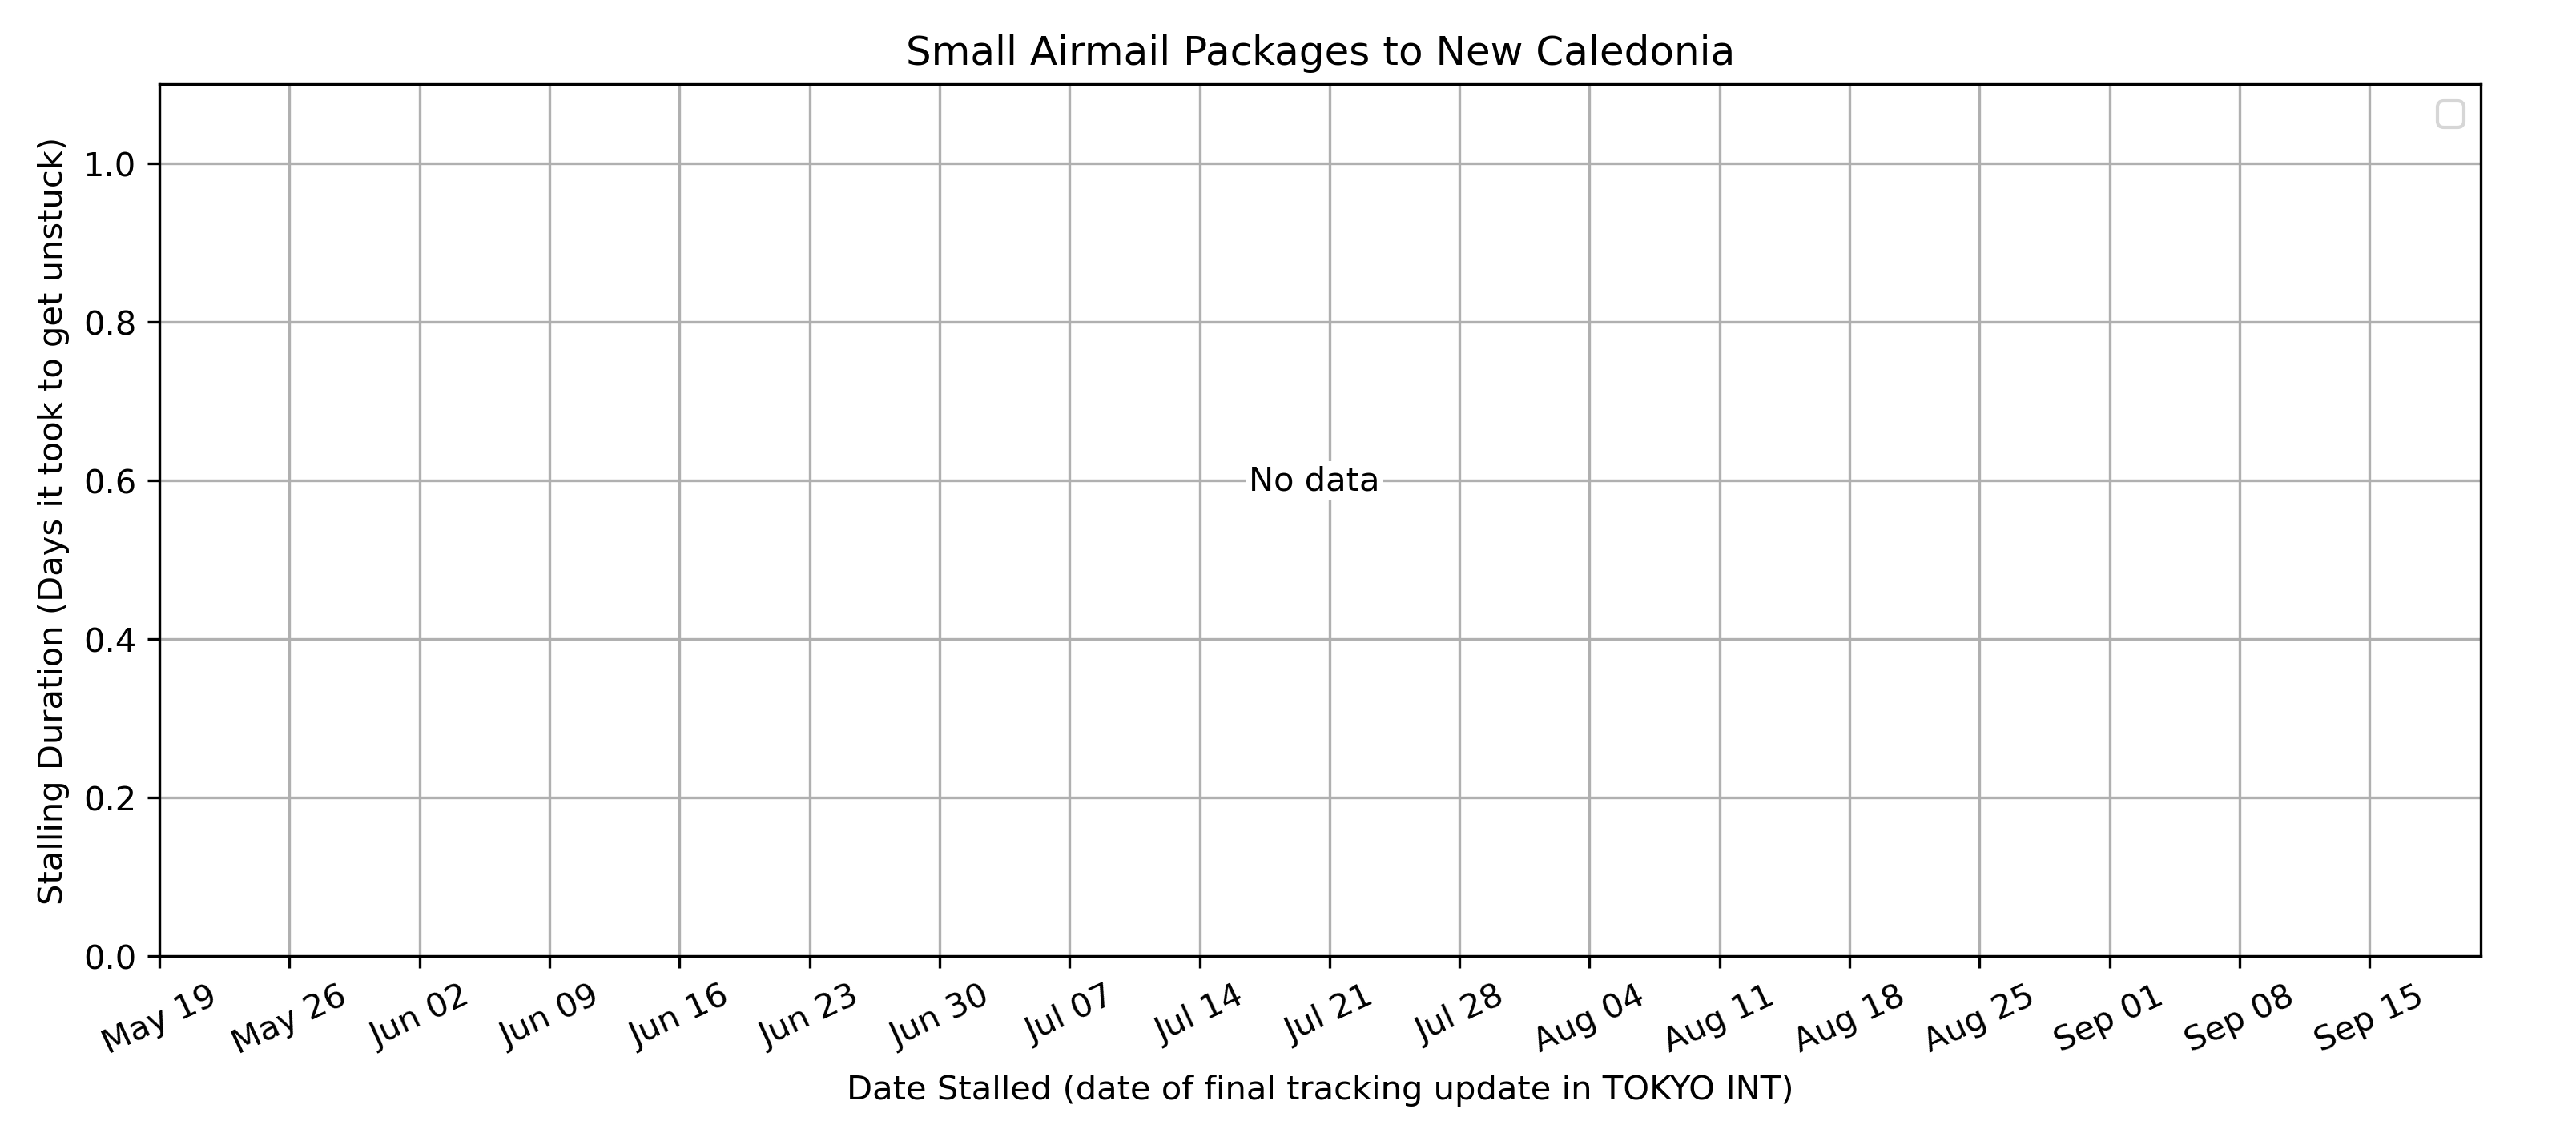 Small Airmail Packages to New Caledonia
Stalling Duration (Days it took to get unstuck)
1.0
0.8
0.6
0.4
0.2
0.0
No data
May 19 May 26 Jun 02 Jun 09 Jun 16 Jun 23 Jun 30 Jul 07 Jul 14 Jul 21 Jul 28 Aug 04 Aug 11 Aug 18 Aug 25 Sep 01 Sep 08 Sep 15
Date Stalled (date of final tracking update in TOKYO INT)